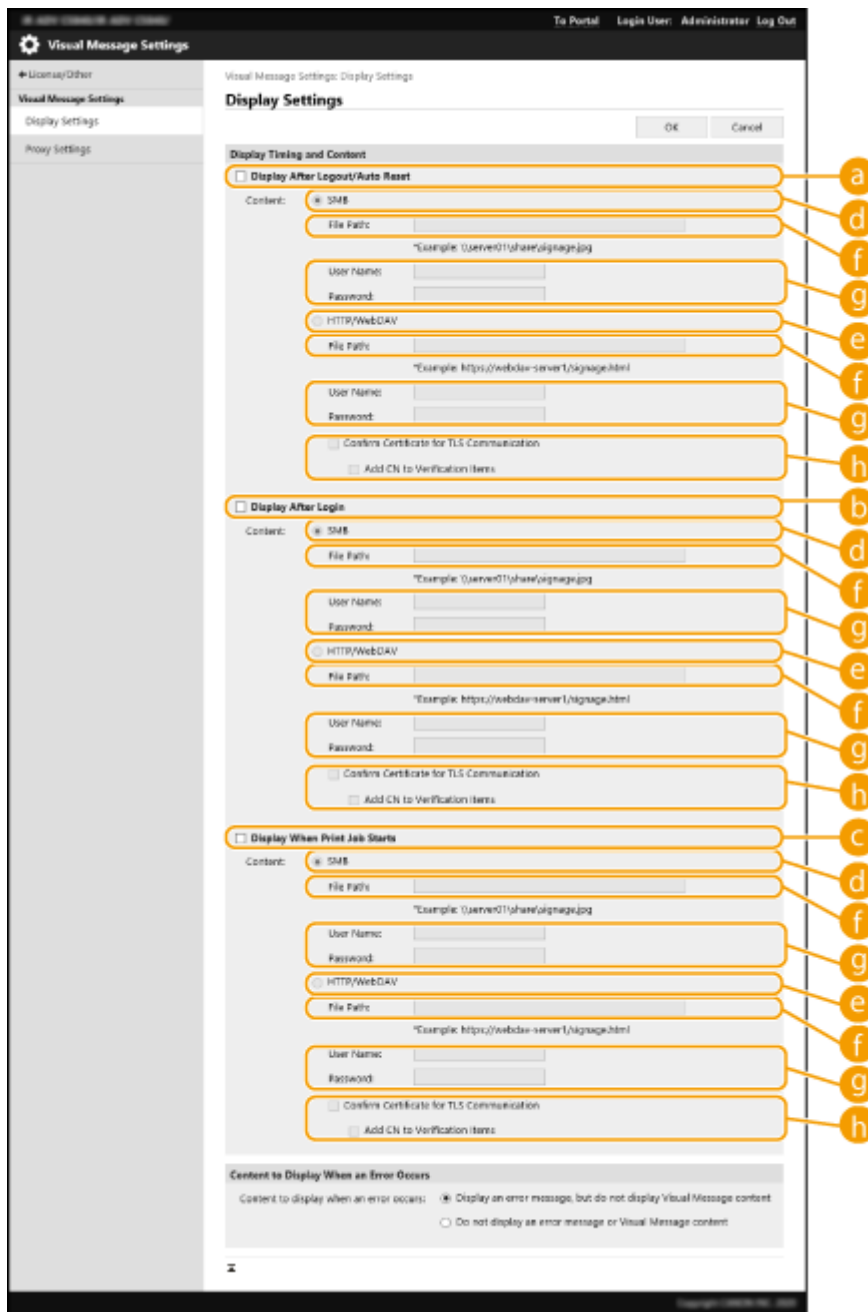 To Portal Login User: Administrator Log Out
Visual Message Settings
License/Other
Visual Message Settings
Display Settings
Proxy Settings
Visual Message Settings: Display Settings
Display Settings
OK Cancel
Display Timing and Content
Display After Logout/Auto Reset
a
Content: SMB
d
File Path:
f
*Example: \\server01\share\signage.jpg
User Name:
g
Password:
HTTP/WebDAV
e
File Path:
f
*Example: https://webdav-server1/signage.html
User Name:
g
Password:
Confirm Certificate for TLS Communication
h
Add CN to Verification Items
Display After Login
b
Content: SMB
d
File Path:
f
*Example: \\server01\share\signage.jpg
User Name:
g
Password:
HTTP/WebDAV
e
File Path:
f
*Example: https://webdav-server1/signage.html
User Name:
g
Password:
Confirm Certificate for TLS Communication
h
Add CN to Verification Items
Display When Print Job Starts
c
Content: SMB
d
File Path:
f
*Example: \\server01\share\signage.jpg
User Name:
g
Password:
HTTP/WebDAV
e
File Path:
f
*Example: https://webdav-server1/signage.html
User Name:
g
Password:
Confirm Certificate for TLS Communication
h
Add CN to Verification Items
Content to Display When an Error Occurs
Content to display when an error occurs: Display an error message, but do not display Visual Message content
Do not display an error message or Visual Message content